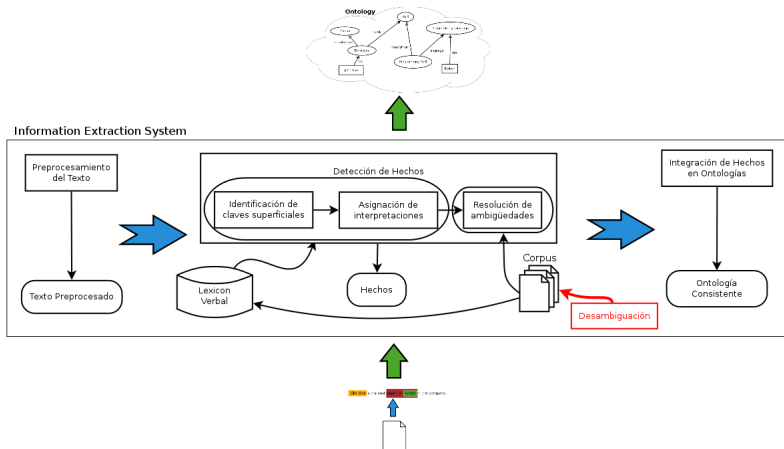 Ontology
Information Extraction System
Preprocesamiento
del Texto
Detección de Hechos
Integración de Hechos
en Ontologías
Identificación de
claves superficiales
Asignación de
interpretaciones
Resolución de
ambigüedades
Corpus
Lexicon
Verbal
Hechos
Texto Preprocesado
Ontología
Consistente
Desambiguación